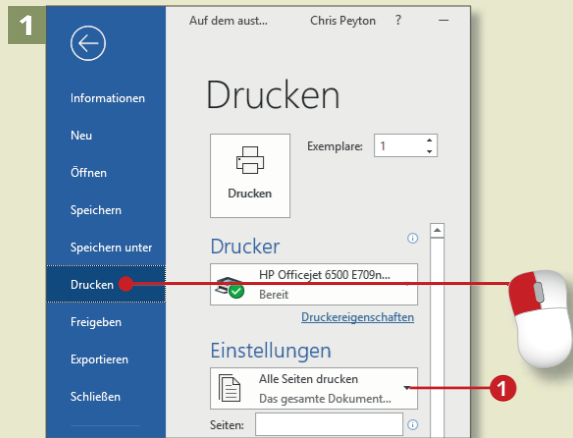 1
Auf dem aust... Chris Peyton ? —
Informationen
Neu
Öffnen
Speichern
Speichern unter
Drucken
Freigeben
Exportieren
Schließen
Drucken
Drucken
Exemplare: 1
Drucker
HP Officejet 6500 E709n...
Bereit
Druckereigenschaften
Einstellungen
Alle Seiten drucken
Das gesamte Dokument...
1
Seiten: